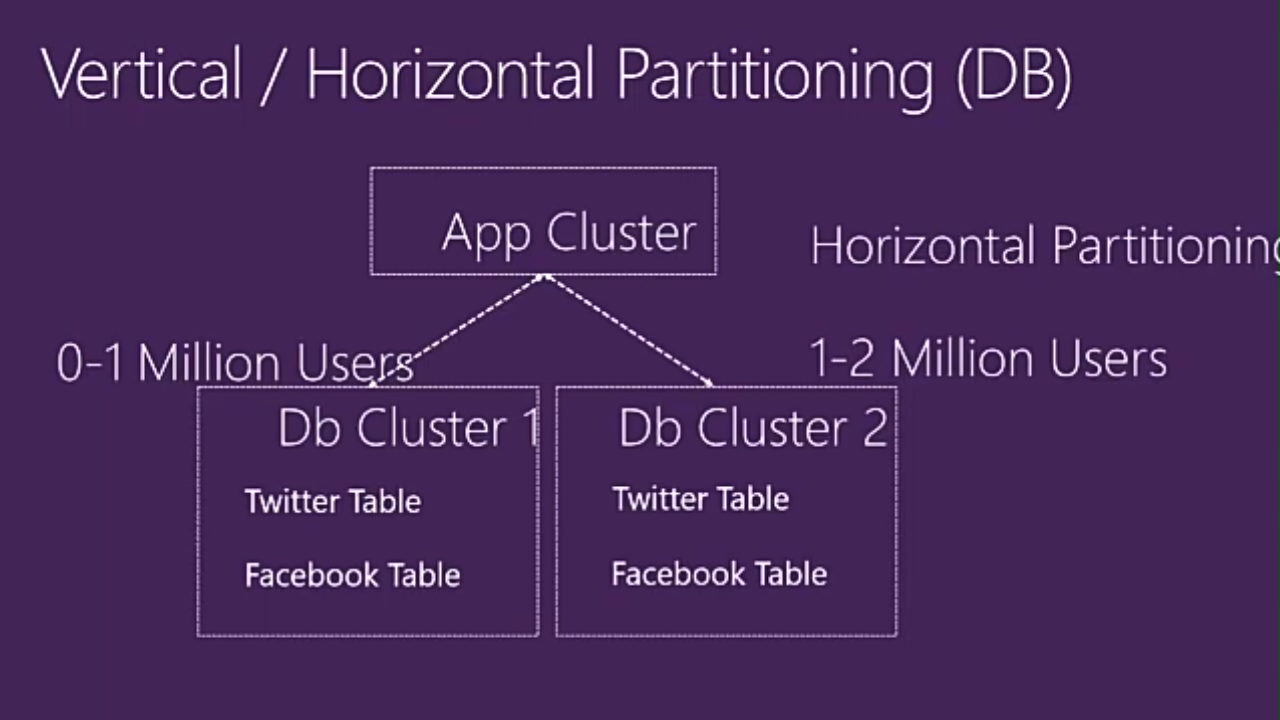 Vertical / Horizontal Partitioning (DB)
App Cluster
Horizontal Partitioning
0-1 Million Users
1-2 Million Users
Db Cluster 1
Db Cluster 2
Twitter Table
Twitter Table
Facebook Table
Facebook Table